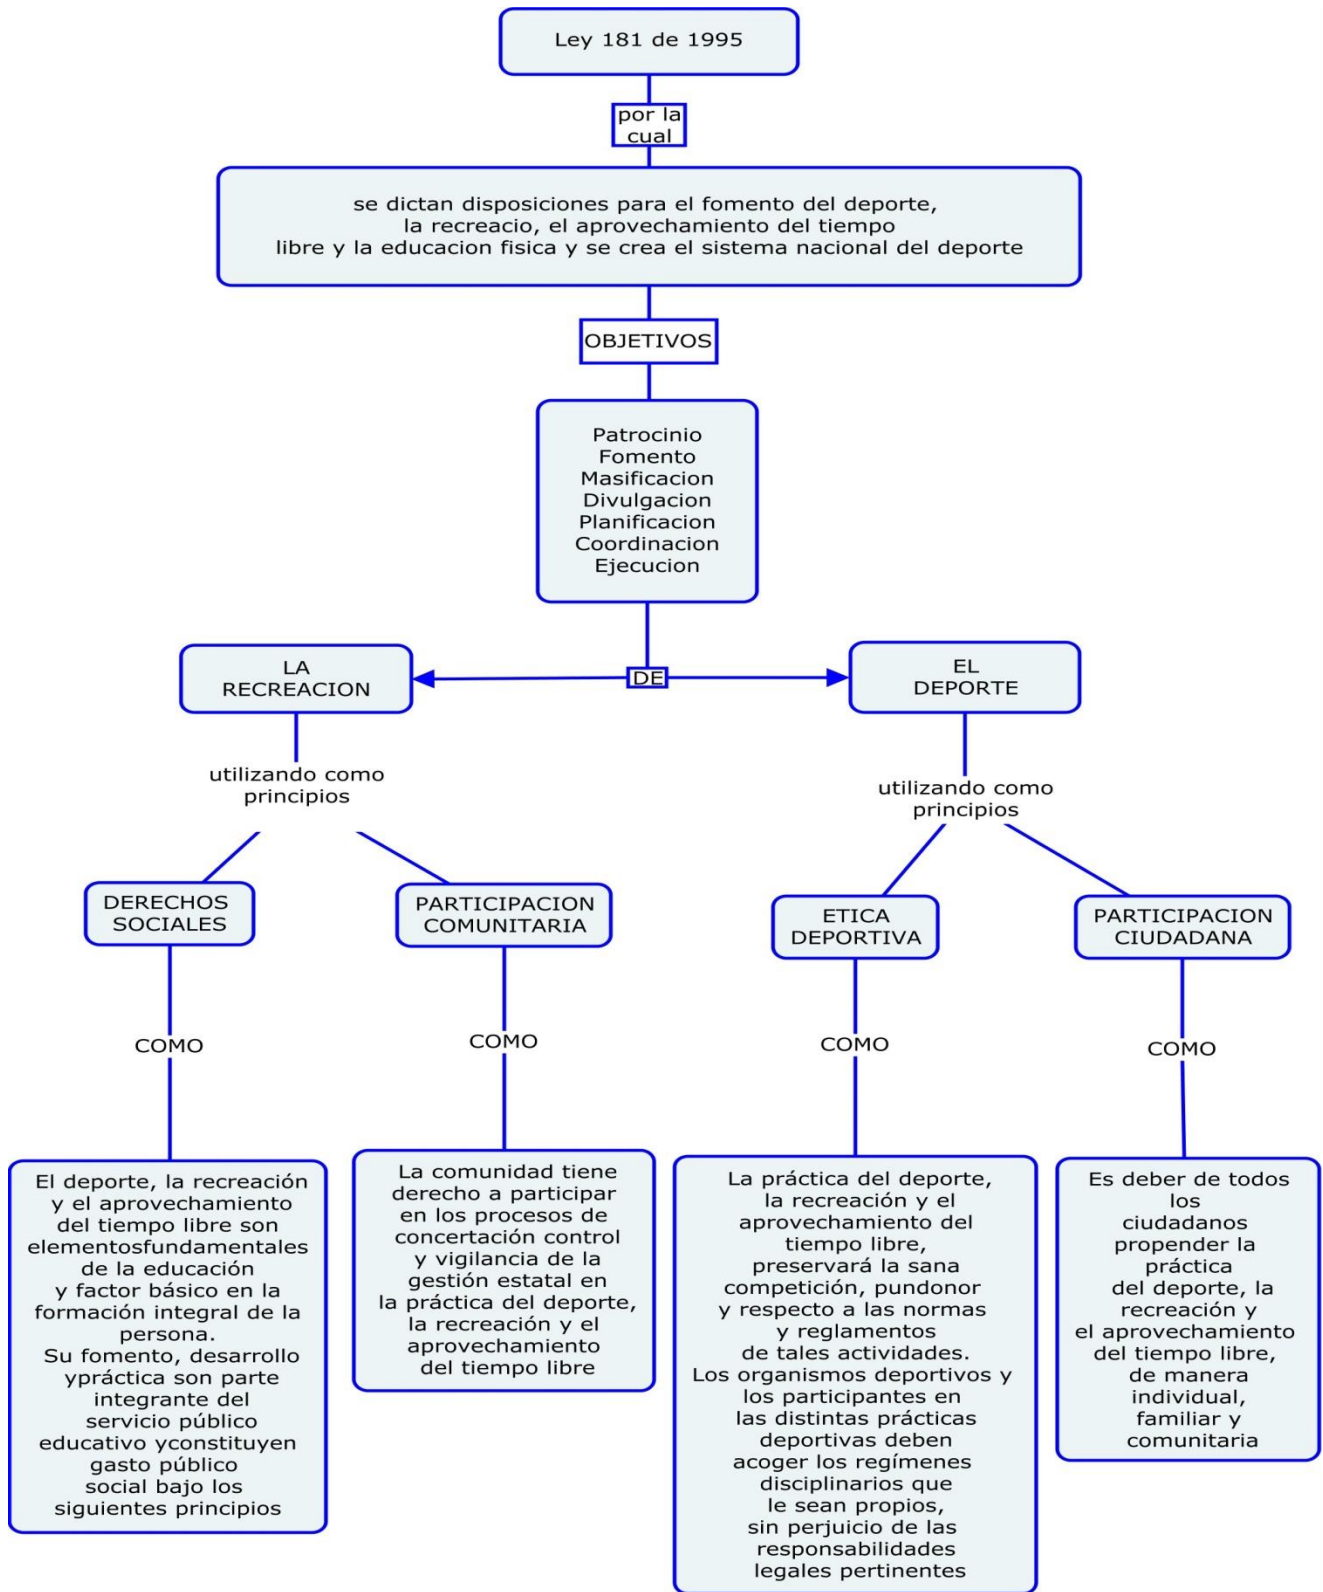 Ley 181 de 1995
por la
cual
se dictan disposiciones para el fomento del deporte,
la recreacio, el aprovechamiento del tiempo
libre y la educacion fisica y se crea el sistema nacional del deporte
OBJETIVOS
Patrocinio
Fomento
Masificacion
Divulgacion
Planificacion
Coordinacion
Ejecucion
DE
LA
RECREACION
EL
DEPORTE
utilizando como
principios
utilizando como
principios
DERECHOS
SOCIALES
PARTICIPACION
COMUNITARIA
ETICA
DEPORTIVA
PARTICIPACION
CIUDADANA
COMO
COMO
COMO
COMO
El deporte, la recreación
y el aprovechamiento
del tiempo libre son
elementosfundamentales
de la educación
y factor básico en la
formación integral de la
persona.
Su fomento, desarrollo
ypráctica son parte
integrante del
servicio público
educativo yconstituyen
gasto público
social bajo los
siguientes principios
La comunidad tiene
derecho a participar
en los procesos de
concertación control
y vigilancia de la
gestión estatal en
la práctica del deporte,
la recreación y el
aprovechamiento
del tiempo libre
La práctica del deporte,
la recreación y el
aprovechamiento del
tiempo libre,
preservará la sana
competición, pundonor
y respecto a las normas
y reglamentos
de tales actividades.
Los organismos deportivos y
los participantes en
las distintas prácticas
deportivas deben
acoger los regímenes
disciplinarios que
le sean propios,
sin perjuicio de las
responsabilidades
legales pertinentes
Es deber de todos
los
ciudadanos
propender la
práctica
del deporte, la
recreación y
el aprovechamiento
del tiempo libre,
de manera
individual,
familiar y
comunitaria